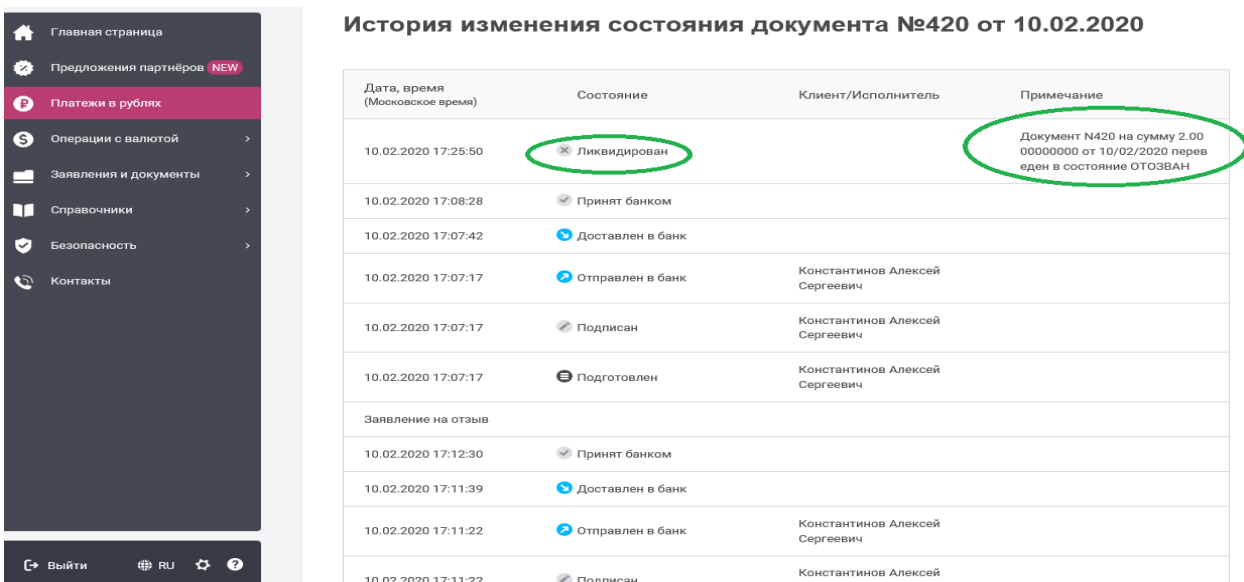 Главная страница
Предложения партнёров NEW
Платежи в рублях
Операции с валютой
Заявления и документы
Справочники
Безопасность
Контакты
Выйти RU
История изменения состояния документа №420 от 10.02.2020
Дата, время
(Московское время)
Состояние
Клиент/Исполнитель
Примечание
10.02.2020 17:25:50 Ликвидирован
Документ N420 на сумму 2.00
00000000 от 10/02/2020 перев
еден в состояние ОТОЗВАН
10.02.2020 17:08:28 Принят банком
10.02.2020 17:07:42 Доставлен в банк
10.02.2020 17:07:17 Отправлен в банк Константинов Алексей
Сергеевич
10.02.2020 17:07:17 Подписан Константинов Алексей
Сергеевич
10.02.2020 17:07:17 Подготовлен Константинов Алексей
Сергеевич
Заявление на отзыв
10.02.2020 17:12:30 Принят банком
10.02.2020 17:11:39 Доставлен в банк
10.02.2020 17:11:22 Отправлен в банк Константинов Алексей
Сергеевич
10.02.2020 17:11:22 Подписан Константинов Алексей